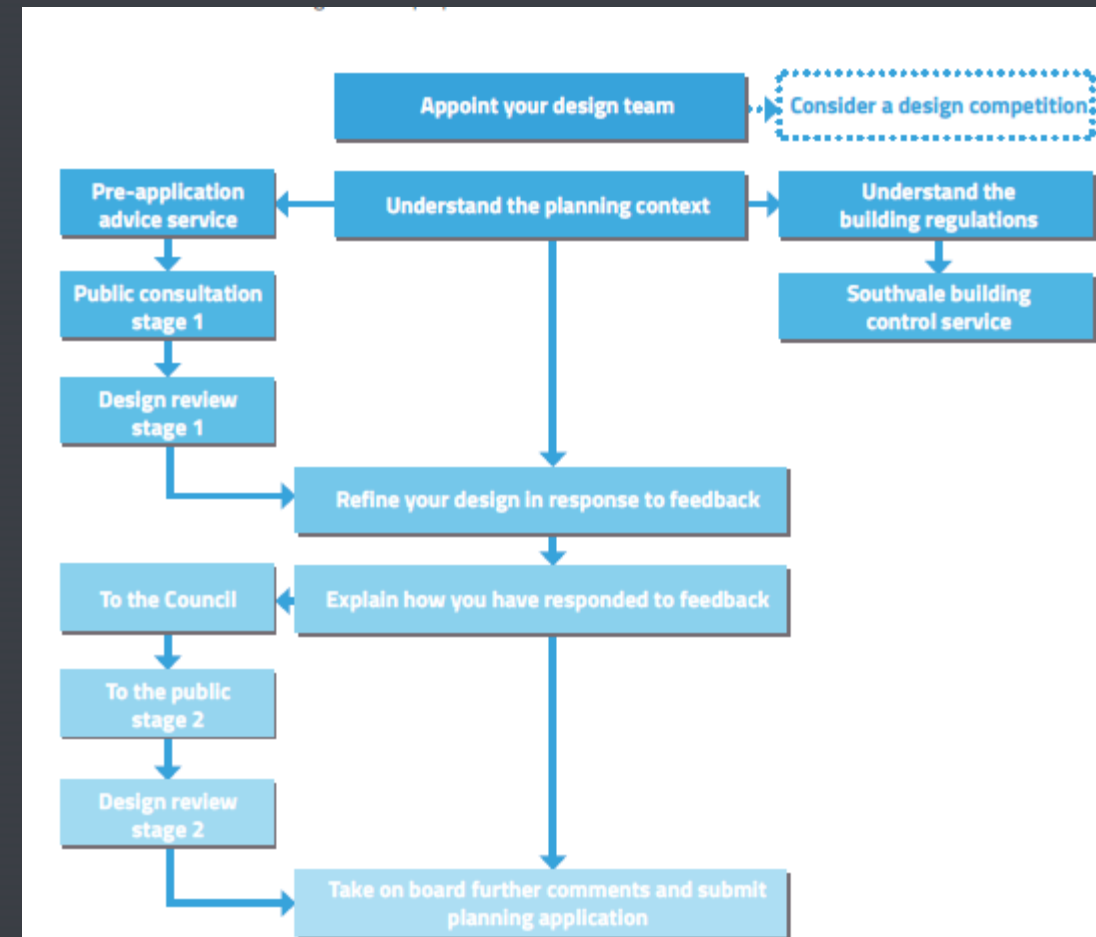 Appoint your design team
Consider a design competition
Pre-application
advice service
Understand the planning context
Understand the
building regulations
Public consultation
stage 1
Southvale building
control service
Design review
stage 1
Refine your design in response to feedback
To the Council
Explain how you have responded to feedback
To the public
stage 2
Design review
stage 2
Take on board further comments and submit
planning application